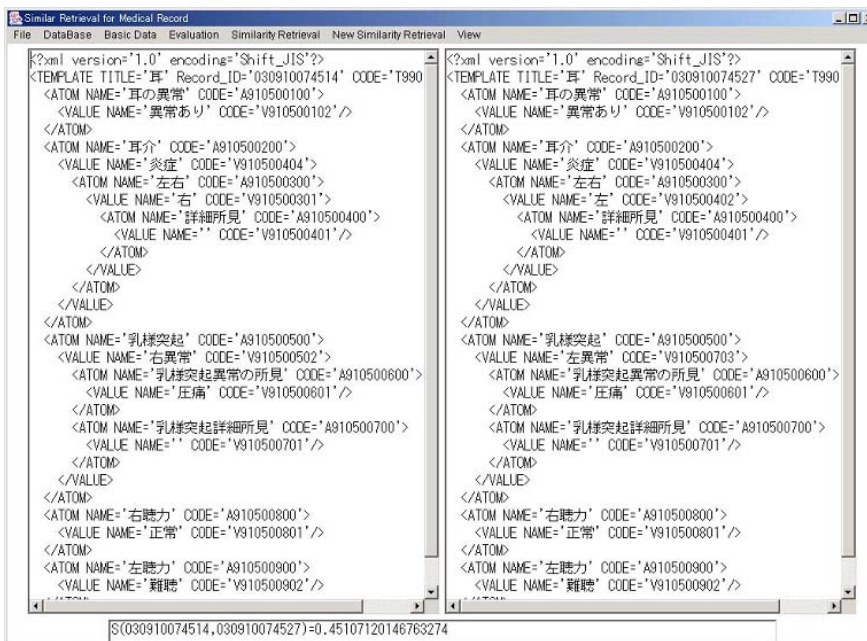 Similar Retrieval for Medical Record
File DataBase Basic Data Evaluation Similarity Retrieval New Similarity Retrieval View
<?xml version='1.0' encoding='Shift_JIS'?>
<TEMPLATE TITLE='耳' Record_ID='030910074514' CODE='T990
<ATOM NAME='耳の異常' CODE='A910500100'>
<VALUE NAME='異常あり' CODE='V910500102'/>
</ATOM>
<ATOM NAME='耳介' CODE='A910500200'>
<VALUE NAME='炎症' CODE='V910500404'>
<ATOM NAME='左右' CODE='A910500300'>
<VALUE NAME='右' CODE='V910500301'>
<ATOM NAME='詳細所見' CODE='A910500400'>
<VALUE NAME='' CODE='V910500401'/>
</ATOM>
</VALUE>
</ATOM>
</VALUE>
</ATOM>
<ATOM NAME='乳様突起' CODE='A910500500'>
<VALUE NAME='右異常' CODE='V910500502'>
<ATOM NAME='乳様突起異常の所見' CODE='A910500600'>
<VALUE NAME='圧痛' CODE='V910500601'/>
</ATOM>
<ATOM NAME='乳様突起詳細所見' CODE='A910500700'>
<VALUE NAME='' CODE='V910500701'/>
</ATOM>
</VALUE>
</ATOM>
<ATOM NAME='右聴力' CODE='A910500800'>
<VALUE NAME='正常' CODE='V910500801'/>
</ATOM>
<ATOM NAME='左聴力' CODE='A910500900'>
<VALUE NAME='難聴' CODE='V910500902'/>
<?xml version='1.0' encoding='Shift_JIS'?>
<TEMPLATE TITLE='耳' Record_ID='030910074527' CODE='T990
<ATOM NAME='耳の異常' CODE='A910500100'>
<VALUE NAME='異常あり' CODE='V910500102'/>
</ATOM>
<ATOM NAME='耳介' CODE='A910500200'>
<VALUE NAME='炎症' CODE='V910500404'>
<ATOM NAME='左右' CODE='A910500300'>
<VALUE NAME='左' CODE='V910500402'>
<ATOM NAME='詳細所見' CODE='A910500400'>
<VALUE NAME='' CODE='V910500401'/>
</ATOM>
</VALUE>
</ATOM>
</VALUE>
</ATOM>
<ATOM NAME='乳様突起' CODE='A910500500'>
<VALUE NAME='左異常' CODE='V910500703'>
<ATOM NAME='乳様突起異常の所見' CODE='A910500600'>
<VALUE NAME='圧痛' CODE='V910500601'/>
</ATOM>
<ATOM NAME='乳様突起詳細所見' CODE='A910500700'>
<VALUE NAME='' CODE='V910500701'/>
</ATOM>
</VALUE>
</ATOM>
<ATOM NAME='右聴力' CODE='A910500800'>
<VALUE NAME='正常' CODE='V910500801'/>
</ATOM>
<ATOM NAME='左聴力' CODE='A910500900'>
<VALUE NAME='難聴' CODE='V910500902'/>
S(030910074514,030910074527)=0.45107120146763274